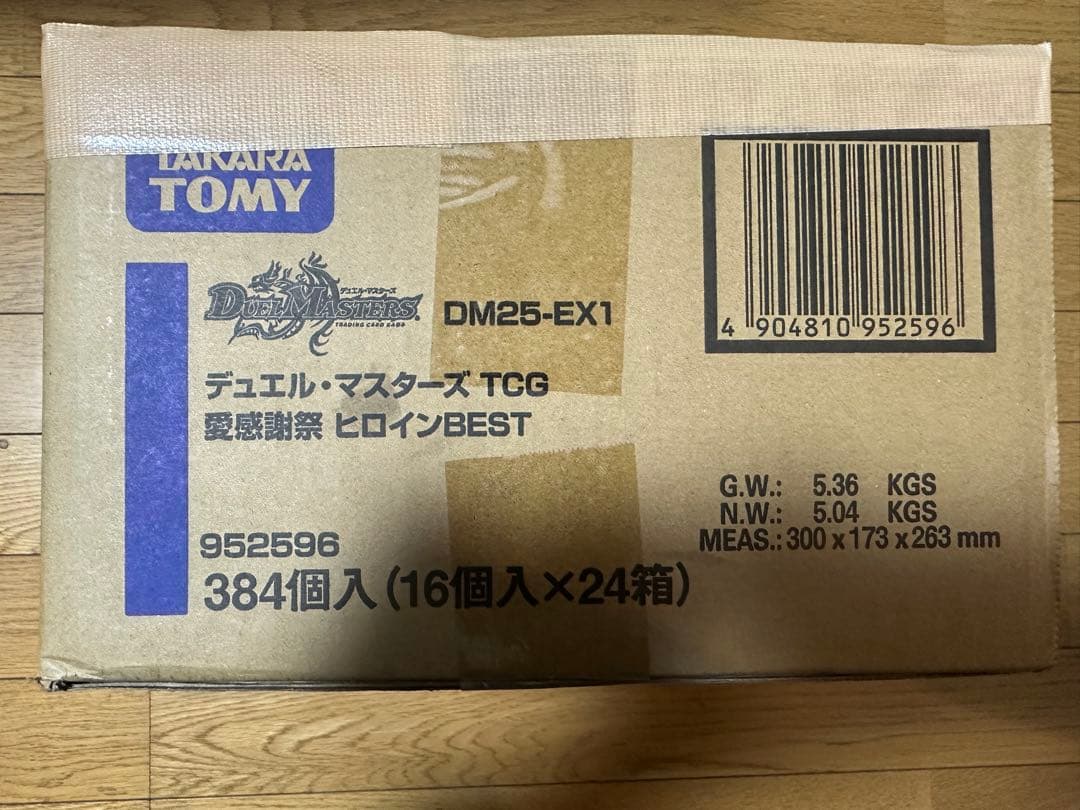 TAKARA
TOMY
デュエル・マスターズ
DUEL MASTERS
TRADING CARD GAME
DM25-EX1
デュエル・マスターズ TCG
愛感謝祭 ヒロインBEST
952596
384個入(16個入×24箱)
4 904810 952596
G.W.: 5.36 KGS
N.W.: 5.04 KGS
MEAS.: 300 x 173 x 263 mm